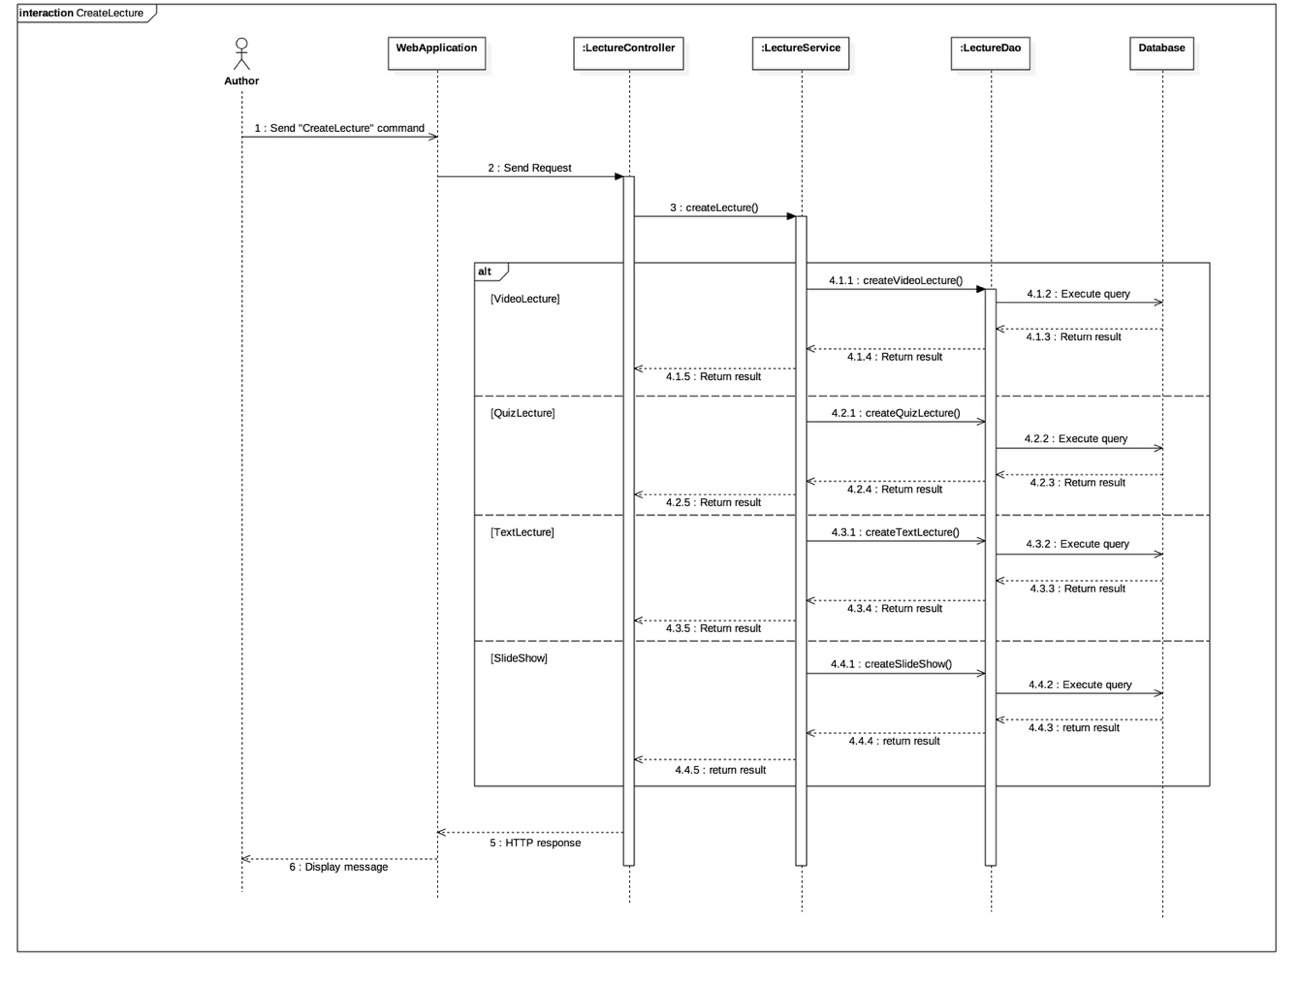 interaction CreateLecture
Author
WebApplication
:LectureController
:LectureService
:LectureDao
Database
1 : Send "CreateLecture" command
2 : Send Request
3 : createLecture()
alt
[VideoLecture]
4.1.1 : createVideoLecture()
4.1.2 : Execute query
4.1.3 : Return result
4.1.4 : Return result
4.1.5 : Return result
[QuizLecture]
4.2.1 : createQuizLecture()
4.2.2 : Execute query
4.2.3 : Return result
4.2.4 : Return result
4.2.5 : Return result
[TextLecture]
4.3.1 : createTextLecture()
4.3.2 : Execute query
4.3.3 : Return result
4.3.4 : Return result
4.3.5 : Return result
[SlideShow]
4.4.1 : createSlideShow()
4.4.2 : Execute query
4.4.3 : return result
4.4.4 : return result
4.4.5 : return result
5 : HTTP response
6 : Display message